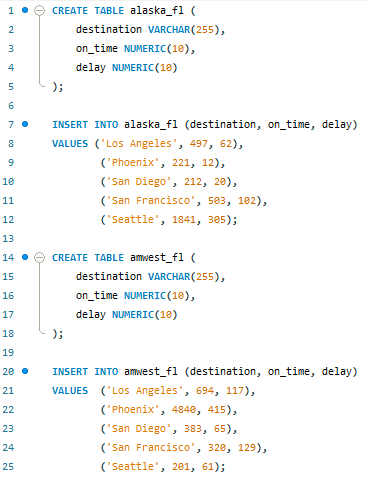 1 CREATE TABLE alaska_fl (
2 destination VARCHAR(255),
3 on_time NUMERIC(10),
4 delay NUMERIC(10)
5 );
6
7 INSERT INTO alaska_fl (destination, on_time, delay)
8 VALUES ('Los Angeles', 497, 62),
9 ('Phoenix', 221, 12),
10 ('San Diego', 212, 20),
11 ('San Francisco', 503, 102),
12 ('Seattle', 1841, 305);
13
14 CREATE TABLE amwest_fl (
15 destination VARCHAR(255),
16 on_time NUMERIC(10),
17 delay NUMERIC(10)
18 );
19
20 INSERT INTO amwest_fl (destination, on_time, delay)
21 VALUES ('Los Angeles', 694, 117),
22 ('Phoenix', 4840, 415),
23 ('San Diego', 383, 65),
24 ('San Francisco', 320, 129),
25 ('Seattle', 201, 61);